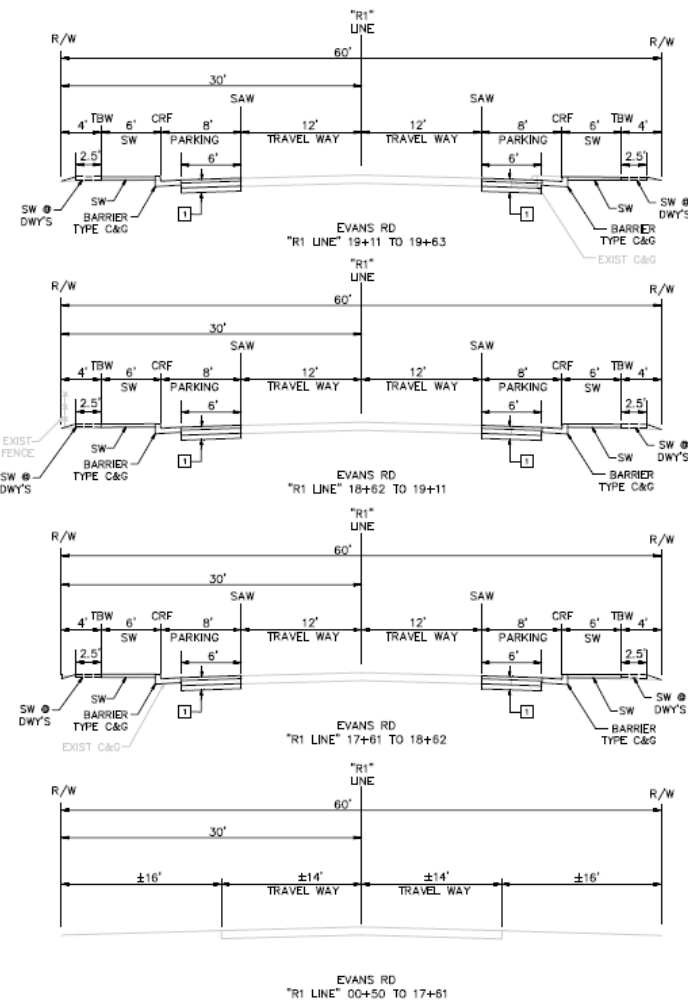 "R1"
LINE
R/W R/W
60'
30'
SAW SAW
4' TBW 6' CRF 8' 12' 12' 8' CRF 6' TBW 4'
SW PARKING TRAVEL WAY TRAVEL WAY PARKING SW
2.5' 6' 6' 2.5'
SW @ DWY'S
SW
BARRIER TYPE C&G
1
1
BARRIER TYPE C&G
SW
SW @ DWY'S
EXIST C&G
EVANS RD
"R1 LINE" 19+11 TO 19+63
"R1"
LINE
R/W R/W
60'
30'
SAW SAW
4' TBW 6' CRF 8' 12' 12' 8' CRF 6' TBW 4'
SW PARKING TRAVEL WAY TRAVEL WAY PARKING SW
2.5' 6' 6' 2.5'
EXIST FENCE
SW @ DWY'S
SW
BARRIER TYPE C&G
1
1
BARRIER TYPE C&G
SW
SW @ DWY'S
EVANS RD
"R1 LINE" 18+62 TO 19+11
"R1"
LINE
R/W R/W
60'
30'
SAW SAW
4' TBW 6' CRF 8' 12' 12' 8' CRF 6' TBW 4'
SW PARKING TRAVEL WAY TRAVEL WAY PARKING SW
2.5' 6' 6' 2.5'
SW @ DWY'S
SW
BARRIER TYPE C&G
EXIST C&G
1
1
BARRIER TYPE C&G
SW
SW @ DWY'S
EVANS RD
"R1 LINE" 17+61 TO 18+62
"R1"
LINE
R/W R/W
60'
30'
±16' ±14' ±14' ±16'
TRAVEL WAY TRAVEL WAY
EVANS RD
"R1 LINE" 00+50 TO 17+61